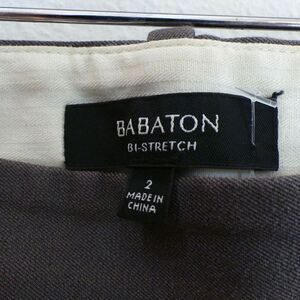 BABATON
BI-STRETCH
2
MADE IN
CHINA